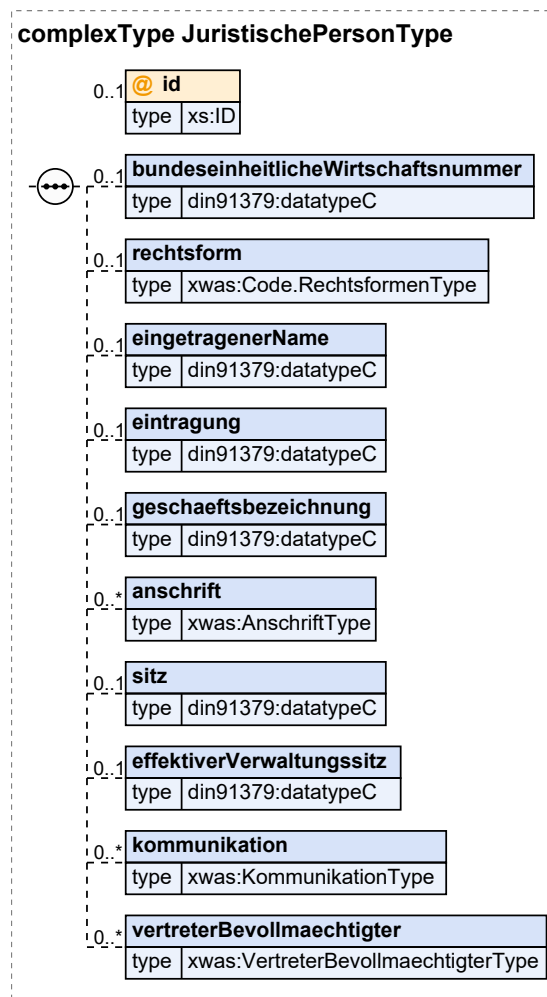 complexType JuristischePersonType
0..1 @ id
type xs:ID
0..1 bundeseinheitlicheWirtschaftsnummer
type din91379:datatypeC
0..1 rechtsform
type xwas:Code.RechtsformenType
0..1 eingetragenerName
type din91379:datatypeC
0..1 eintragung
type din91379:datatypeC
0..1 geschaeftsbezeichnung
type din91379:datatypeC
0..* anschrift
type xwas:AnschriftType
0..1 sitz
type din91379:datatypeC
0..1 effektiverVerwaltungssitz
type din91379:datatypeC
0..* kommunikation
type xwas:KommunikationType
0..* vertreterBevollmaechtigter
type xwas:VertreterBevollmaechtigterType